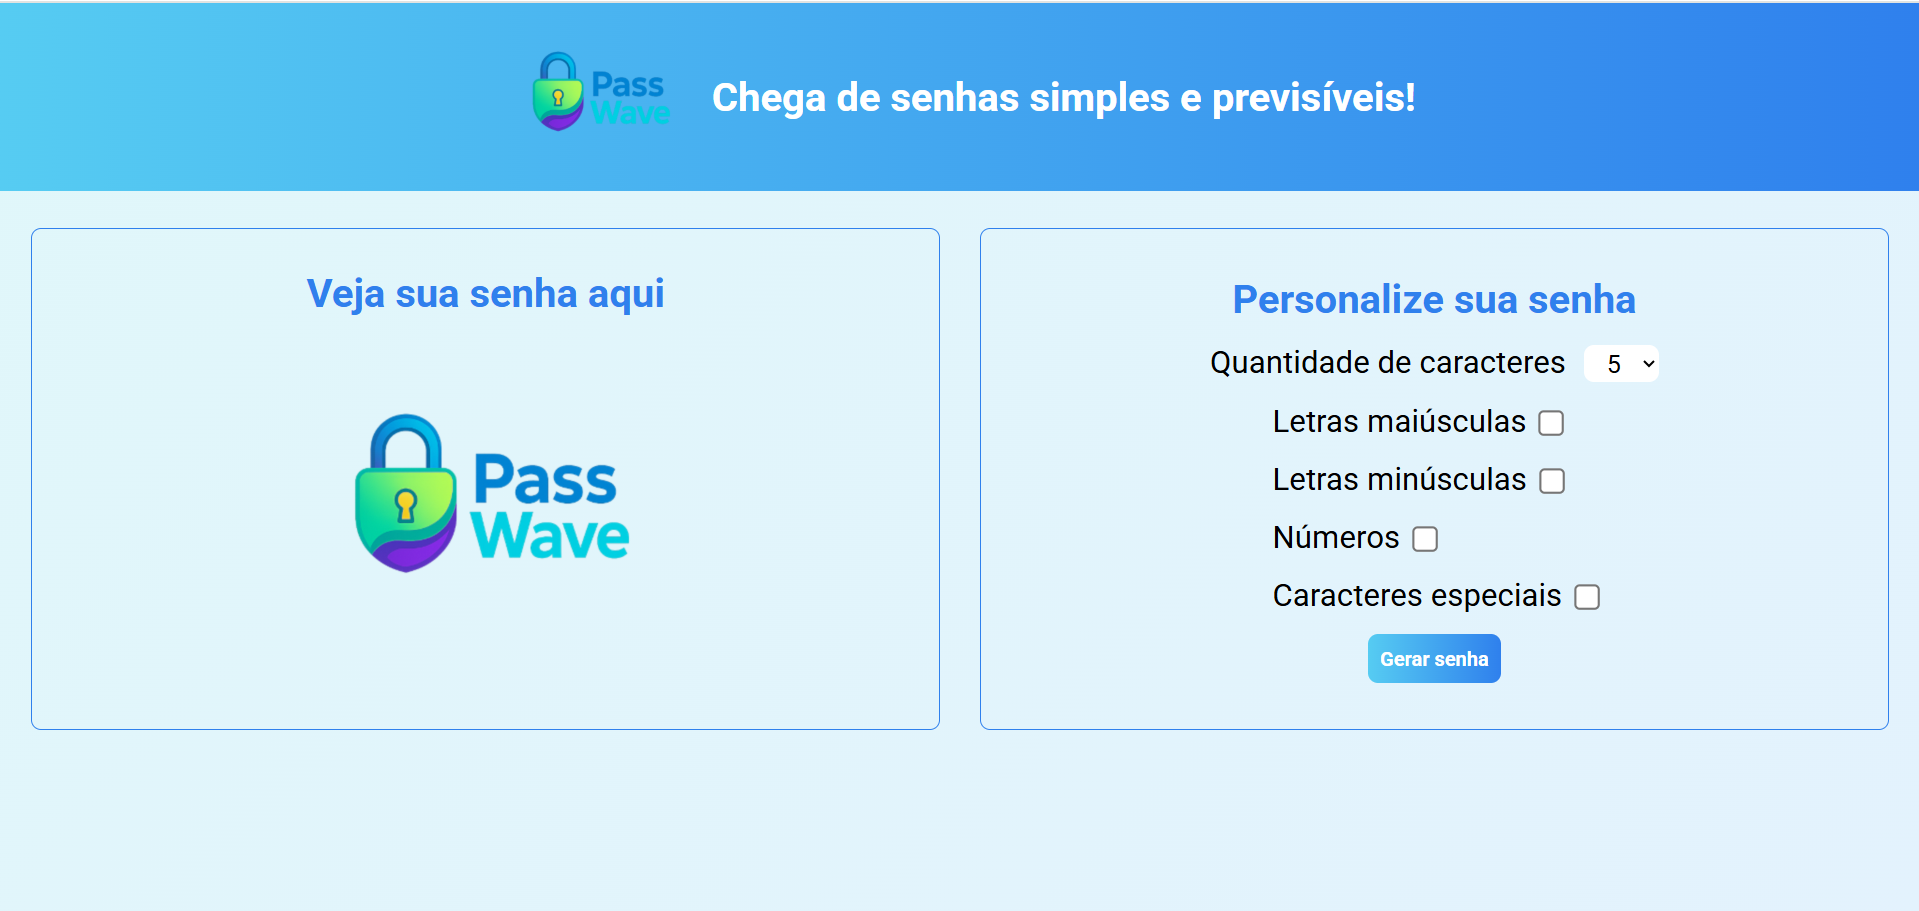 Pass
Wave
Chega de senhas simples e previsíveis!
Veja sua senha aqui
Pass
Wave
Personalize sua senha
Quantidade de caracteres 5
Letras maiúsculas
Letras minúsculas
Números
Caracteres especiais
Gerar senha